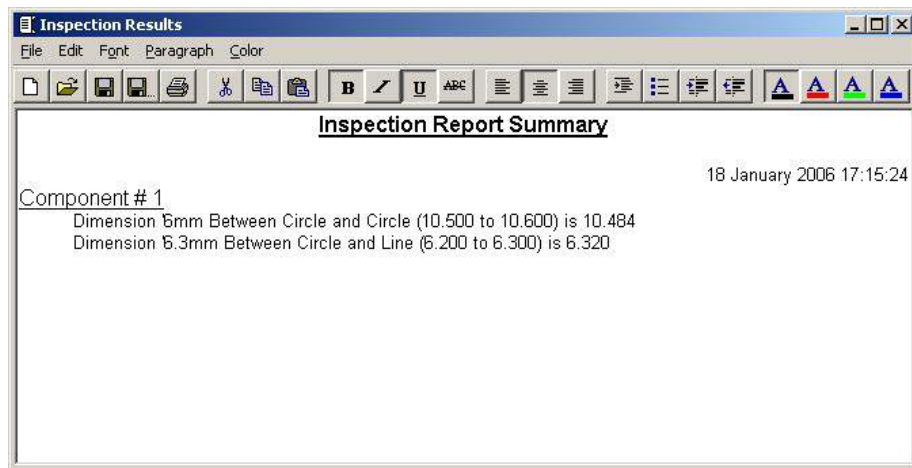 Inspection Results
File Edit Font Paragraph Color
B I U ABC A A A A
Inspection Report Summary
18 January 2006 17:15:24
Component # 1
Dimension '6mm Between Circle and Circle (10.500 to 10.600) is 10.484
Dimension '6.3mm Between Circle and Line (6.200 to 6.300) is 6.320